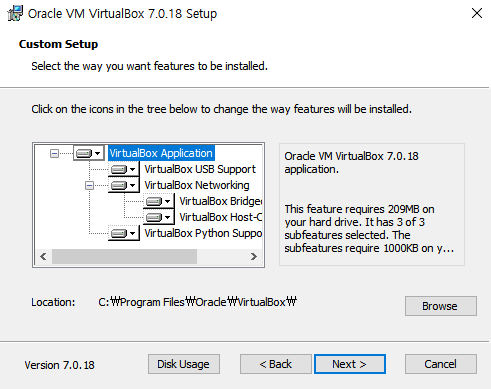 Oracle VM VirtualBox 7.0.18 Setup
Custom Setup
Select the way you want features to be installed.
Click on the icons in the tree below to change the way features will be installed.
VirtualBox Application
VirtualBox USB Support
VirtualBox Networking
VirtualBox Bridge
VirtualBox Host-C
VirtualBox Python Suppo
Oracle VM VirtualBox 7.0.18
application.
This feature requires 209MB on
your hard drive. It has 3 of 3
subfeatures selected. The
subfeatures require 1000KB on y...
Location: C:₩Program Files₩Oracle₩VirtualBox₩
Browse
Version 7.0.18
Disk Usage
< Back
Next >
Cancel